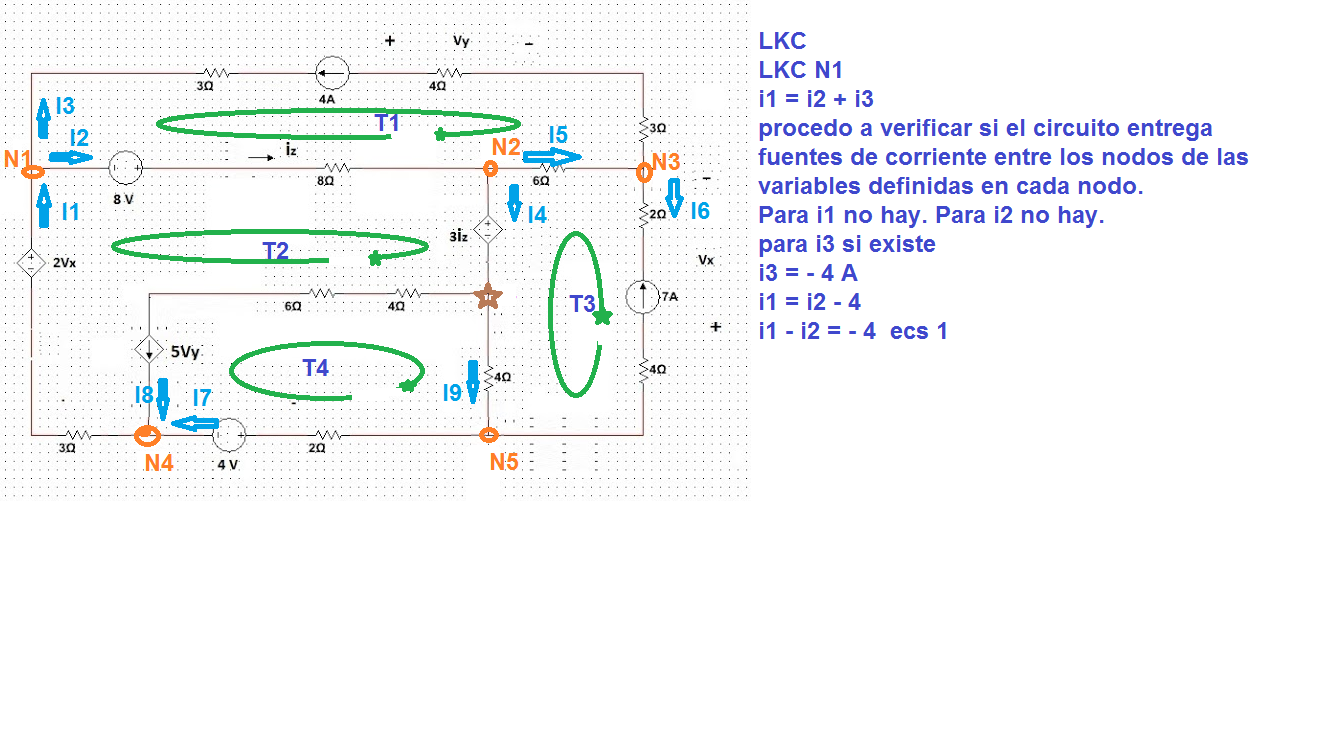 LKC
LKC N1
i1 = i2 + i3
procedo a verificar si el circuito entrega
fuentes de corriente entre los nodos de las
variables definidas en cada nodo.
Para i1 no hay. Para i2 no hay.
para i3 si existe
i3 = - 4 A
i1 = i2 - 4
i1 - i2 = - 4 ecs 1
+ Vy -
3Ω
4A
4Ω
I3
T1
3Ω
I2
iz
N2
I5
N1
N3
8Ω
6Ω
-
8 V
I1
I4
2Ω
I6
3iz
T2
2Vx
Vx
6Ω
4Ω
T3
7A
+
5Vy
T4
4Ω
4Ω
I8
I7
I9
3Ω
2Ω
N4
4 V
N5